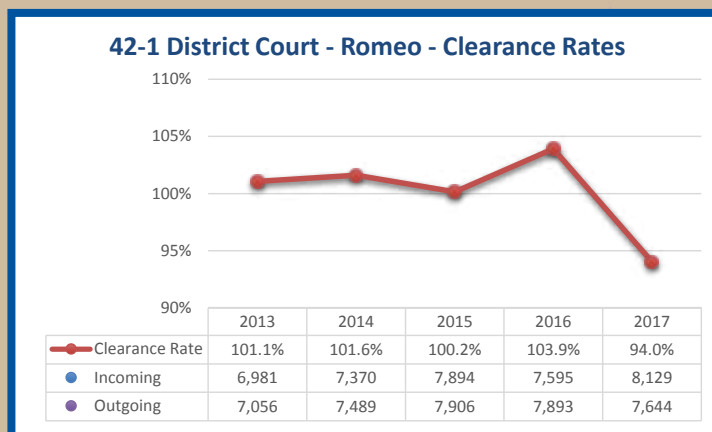 42-1 District Court - Romeo - Clearance Rates
110%
105%
100%
95%
90%
2013 2014 2015 2016 2017
Clearance Rate 101.1% 101.6% 100.2% 103.9% 94.0%
Incoming 6,981 7,370 7,894 7,595 8,129
Outgoing 7,056 7,489 7,906 7,893 7,644